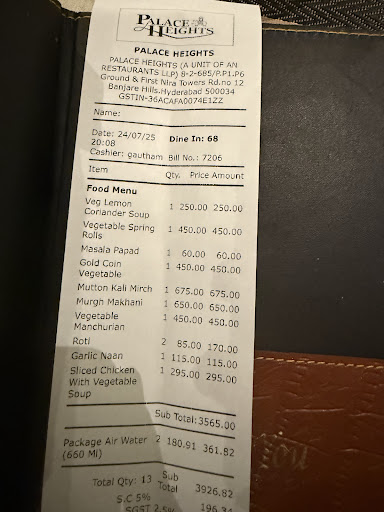 PALACE
HEIGHTS
PALACE HEIGHTS
PALACE HEIGHTS (A UNIT OF AN
RESTAURANTS LLP) 8-2-685/P.P1.P6
Ground & First Nira Towers Rd.no 12
Banjare Hills.Hyderabad 500034
GSTIN-36ACAFA0074E1ZZ
Name:
Date: 24/07/25 Dine In: 68
20:08
Cashier: gautham Bill No.: 7206
Item Qty. Price Amount
Food Menu
Veg Lemon 1 250.00 250.00
Coriander Soup
Vegetable Spring 1 450.00 450.00
Rolls
Masala Papad 1 60.00 60.00
Gold Coin 1 450.00 450.00
Vegetable
Mutton Kali Mirch 1 675.00 675.00
Murgh Makhani 1 650.00 650.00
Vegetable 1 450.00 450.00
Manchurian
Roti 2 85.00 170.00
Garlic Naan 1 115.00 115.00
Sliced Chicken 1 295.00 295.00
With Vegetable
Soup
Sub Total: 3565.00
Package Air Water 2 180.91 361.82
(660 Ml)
Total Qty: 13 Sub 3926.82
Total
S.C 5% 196.34
SGST 2.5%